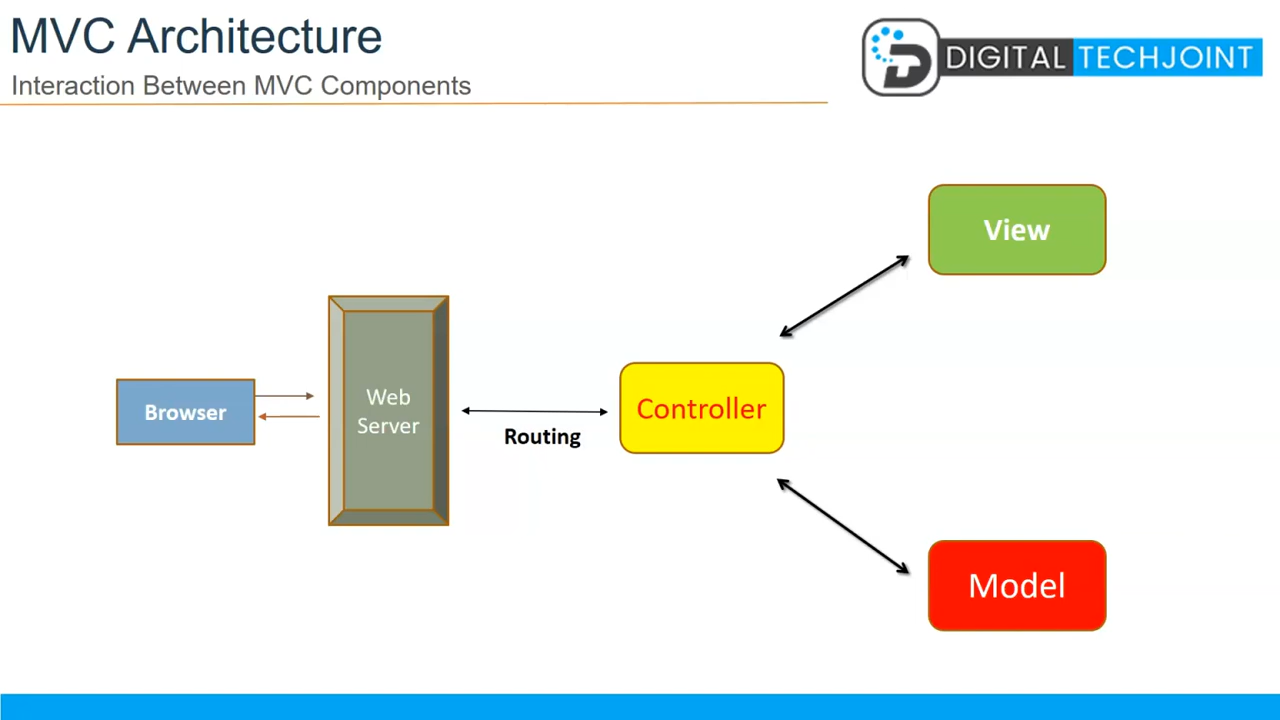 MVC Architecture
Interaction Between MVC Components
DIGITAL TECHJOINT
View
Browser
Web
Server
Routing
Controller
Model